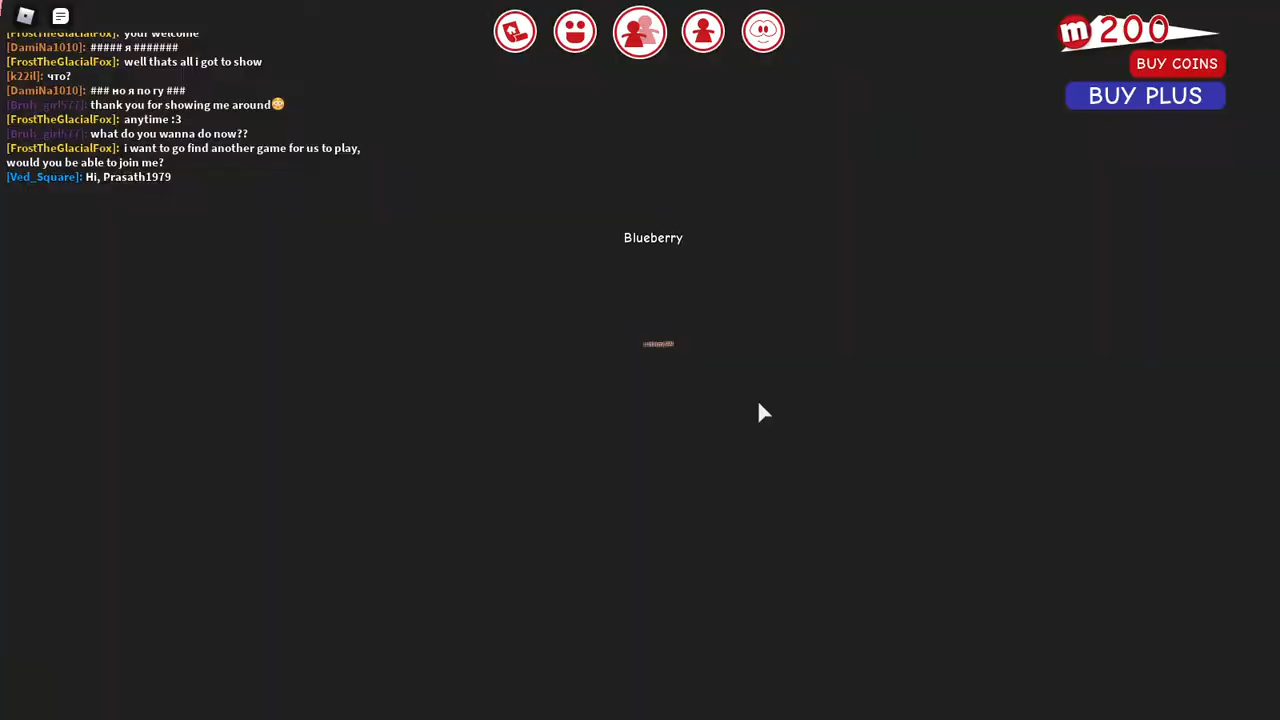 [FrostTheGlacialFox]: your welcome
[DamiNa1010]: ##### я #######
[FrostTheGlacialFox]: well thats all i got to show
[k22il]: что?
[DamiNa1010]: ### но я по гу ###
[Bruh_girl577]: thank you for showing me around😳
[FrostTheGlacialFox]: anytime :3
[Bruh_girl577]: what do you wanna do now??
[FrostTheGlacialFox]: i want to go find another game for us to play,
would you be able to join me?
[Ved_Square]: Hi, Prasath1979
m 200
BUY COINS
BUY PLUS
Blueberry